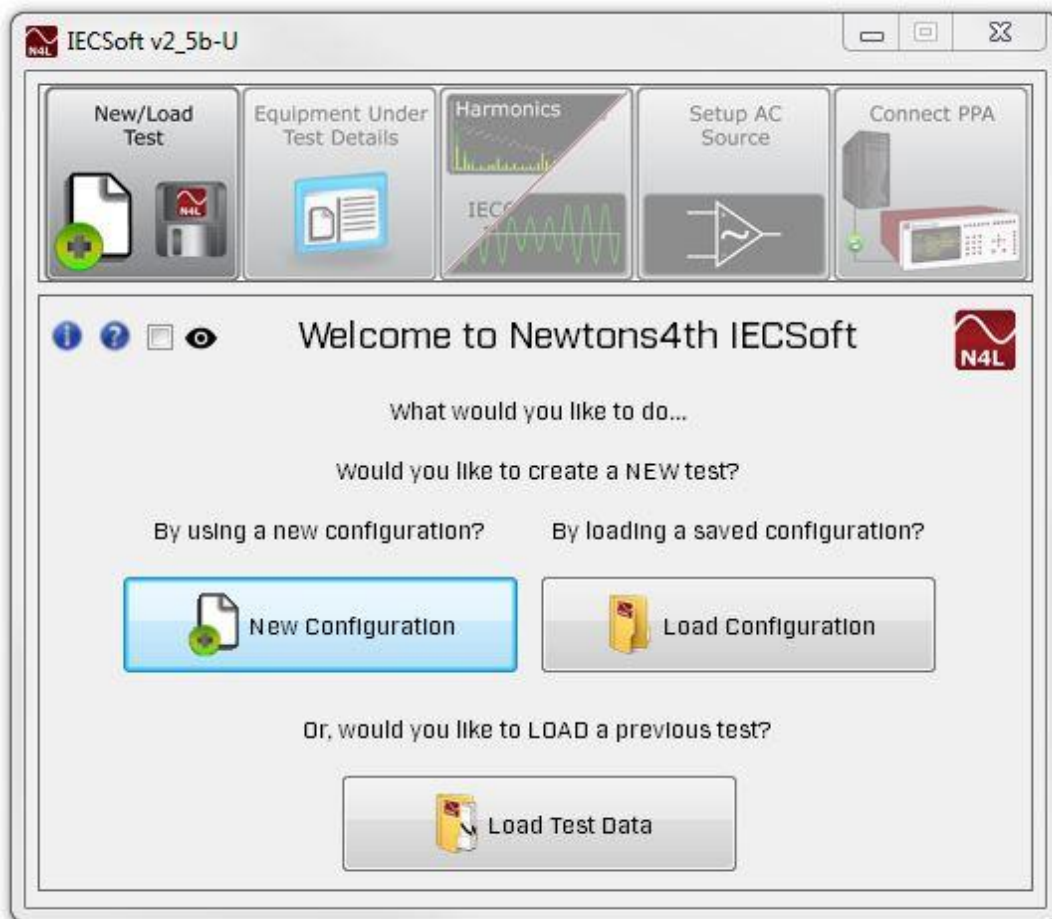 N4L IECSoft v2_5b-U
New/Load
Test
N4L
Equipment Under
Test Details
Harmonics
Setup AC
Source
Connect PPA
Welcome to Newtons4th IECSoft
N4L
What would you like to do...
Would you like to create a NEW test?
By using a new configuration?
By loading a saved configuration?
New Configuration
Load Configuration
Or, would you like to LOAD a previous test?
Load Test Data